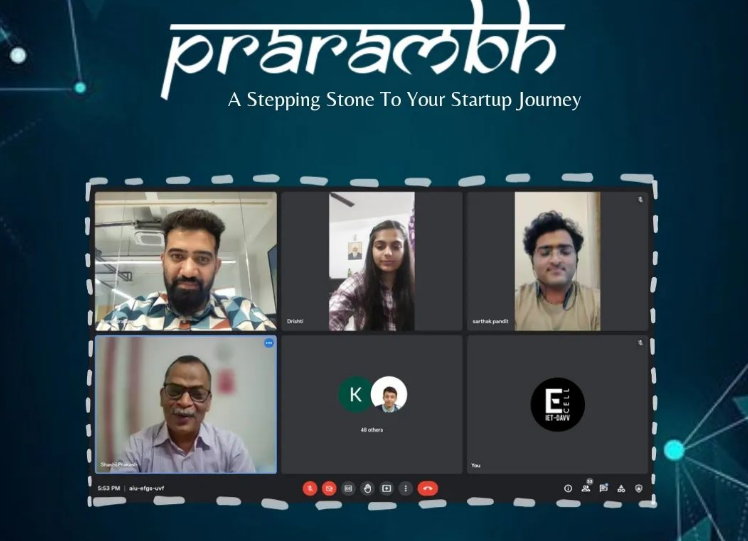 prarambh
A Stepping Stone To Your Startup Journey
Drishti
sarthak pandit
Shashi Prakash
K
40 others
E
CELL
IET-DAVV
You
5:53 PM | aiu-efgs-uvf